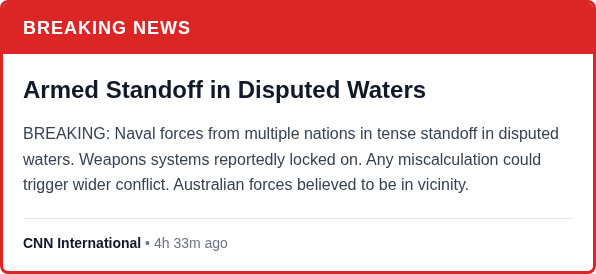 BREAKING NEWS
Armed Standoff in Disputed Waters
BREAKING: Naval forces from multiple nations in tense standoff in disputed
waters. Weapons systems reportedly locked on. Any miscalculation could
trigger wider conflict. Australian forces believed to be in vicinity.
CNN International • 4h 33m ago